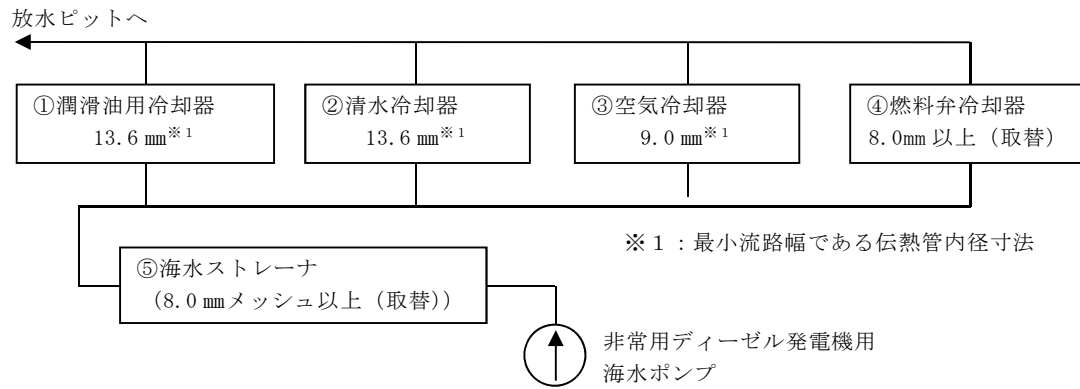 放水ピットへ
①潤滑油用冷却器
13.6 ㎜※1
②清水冷却器
13.6 ㎜※1
③空気冷却器
9.0 ㎜※1
④燃料弁冷却器
8.0㎜ 以上（取替）
※１：最小流路幅である伝熱管内径寸法
⑤海水ストレーナ
（8.0 ㎜メッシュ以上（取替））
非常用ディーゼル発電機用
海水ポンプ